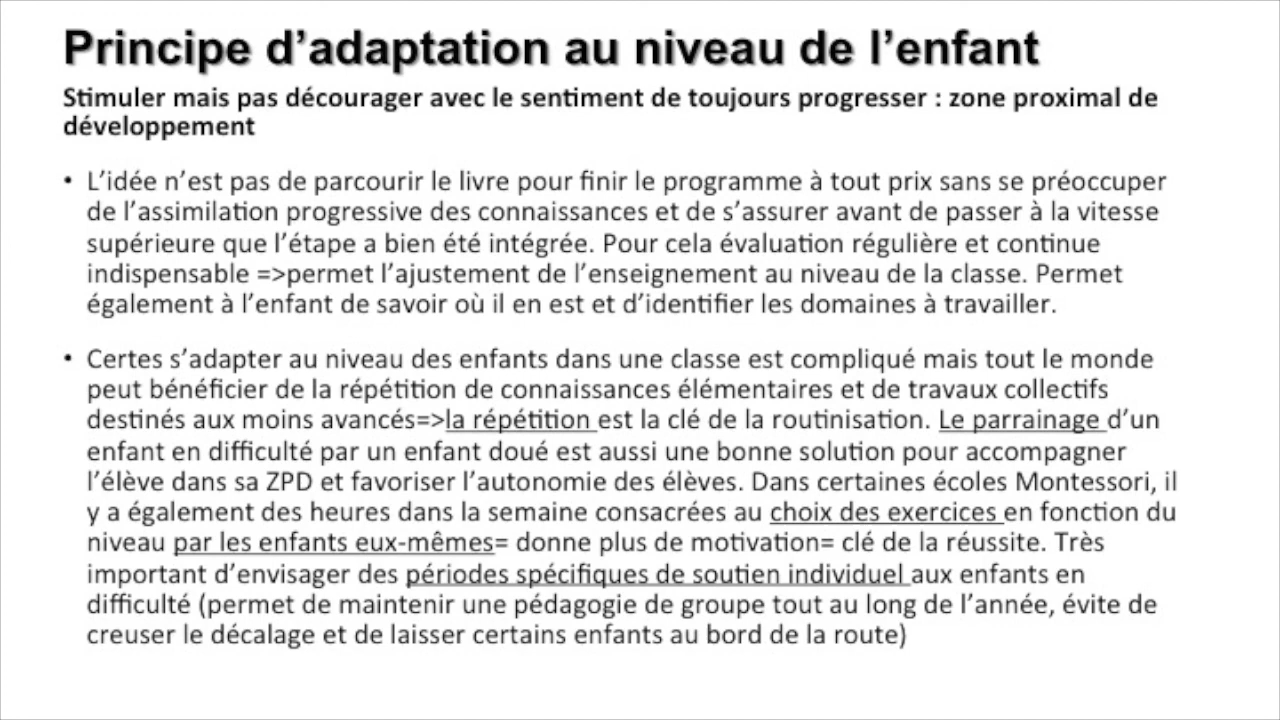 Principe d’adaptation au niveau de l’enfant
Stimuler mais pas décourager avec le sentiment de toujours progresser : zone proximal de
développement
• L’idée n’est pas de parcourir le livre pour finir le programme à tout prix sans se préoccuper
de l’assimilation progressive des connaissances et de s’assurer avant de passer à la vitesse
supérieure que l’étape a bien été intégrée. Pour cela évaluation régulière et continue
indispensable =>permet l’ajustement de l’enseignement au niveau de la classe. Permet
également à l’enfant de savoir où il en est et d’identifier les domaines à travailler.
• Certes s’adapter au niveau des enfants dans une classe est compliqué mais tout le monde
peut bénéficier de la répétition de connaissances élémentaires et de travaux collectifs
destinés aux moins avancés=>la répétition est la clé de la routinisation. Le parrainage d’un
enfant en difficulté par un enfant doué est aussi une bonne solution pour accompagner
l’élève dans sa ZPD et favoriser l’autonomie des élèves. Dans certaines écoles Montessori, il
y a également des heures dans la semaine consacrées au choix des exercices en fonction du
niveau par les enfants eux-mêmes= donne plus de motivation= clé de la réussite. Très
important d’envisager des périodes spécifiques de soutien individuel aux enfants en
difficulté (permet de maintenir une pédagogie de groupe tout au long de l’année, évite de
creuser le décalage et de laisser certains enfants au bord de la route)